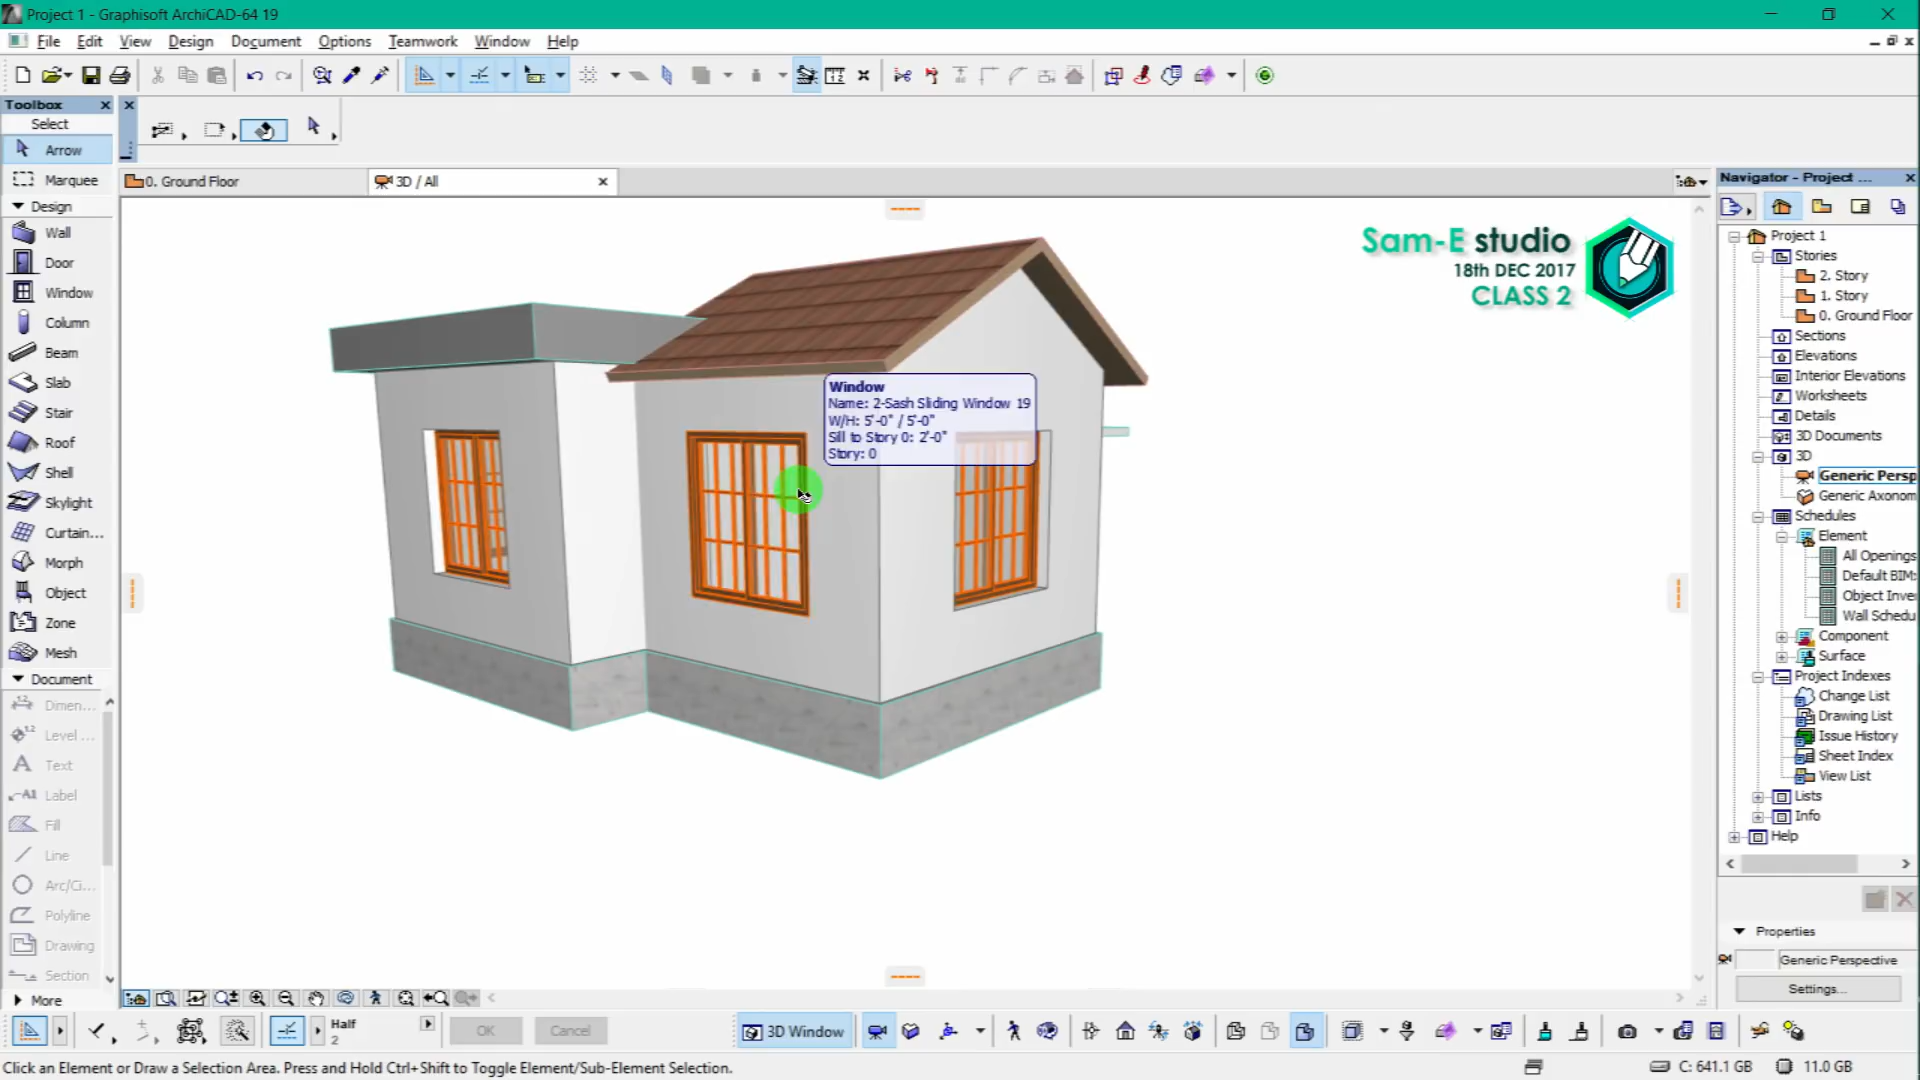 Project 1 - Graphisoft ArchiCAD-64 19
File Edit View Design Document Options Teamwork Window Help
Toolbox
Select
Arrow
Marquee
Design
Wall
Door
Window
Column
Beam
Slab
Stair
Roof
Shell
Skylight
Curtain...
Morph
Object
Zone
Mesh
Document
Dimen...
Level ...
Text
Label
Fill
Line
Arc/Ci...
Polyline
Drawing
Section
More
0. Ground Floor
3D / All
Sam-E studio
18th DEC 2017
CLASS 2
Window
Name: 2-Sash Sliding Window 19
W/H: 5'-0" / 5'-0"
Sill to Story 0: 2'-0"
Story: 0
Navigator - Project ...
Project 1
Stories
2. Story
1. Story
0. Ground Floor
Sections
Elevations
Interior Elevations
Worksheets
Details
3D Documents
3D
Generic Persp
Generic Axonom
Schedules
Element
All Openings
Default BIM:
Object Inve
Wall Schedu
Component
Surface
Project Indexes
Change List
Drawing List
Issue History
Sheet Index
View List
Lists
Info
Help
Properties
Generic Perspective
Settings...
Half
2
OK
Cancel
3D Window
Click an Element or Draw a Selection Area. Press and Hold Ctrl+Shift to Toggle Element/Sub-Element Selection.
C: 641.1 GB
11.0 GB